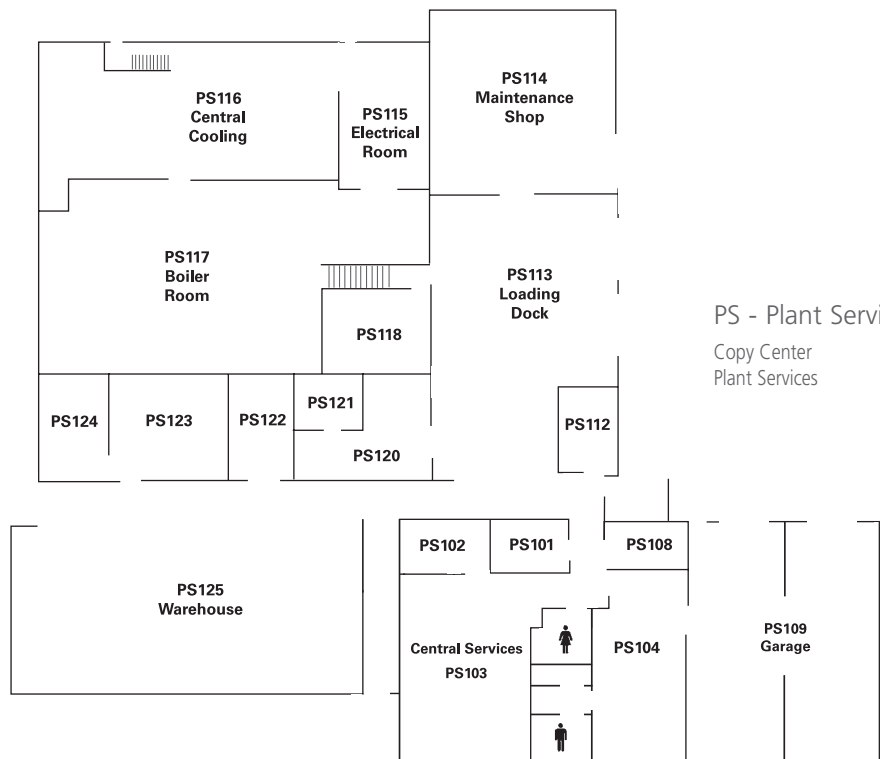 PS114
Maintenance
Shop
PS116
Central
Cooling
PS115
Electrical
Room
PS117
Boiler
Room
PS113
Loading
Dock
PS118
PS - Plant Servi
Copy Center
Plant Services
PS124
PS123
PS122
PS121
PS120
PS112
PS102
PS101
PS108
PS125
Warehouse
Central Services
PS103
PS104
PS109
Garage